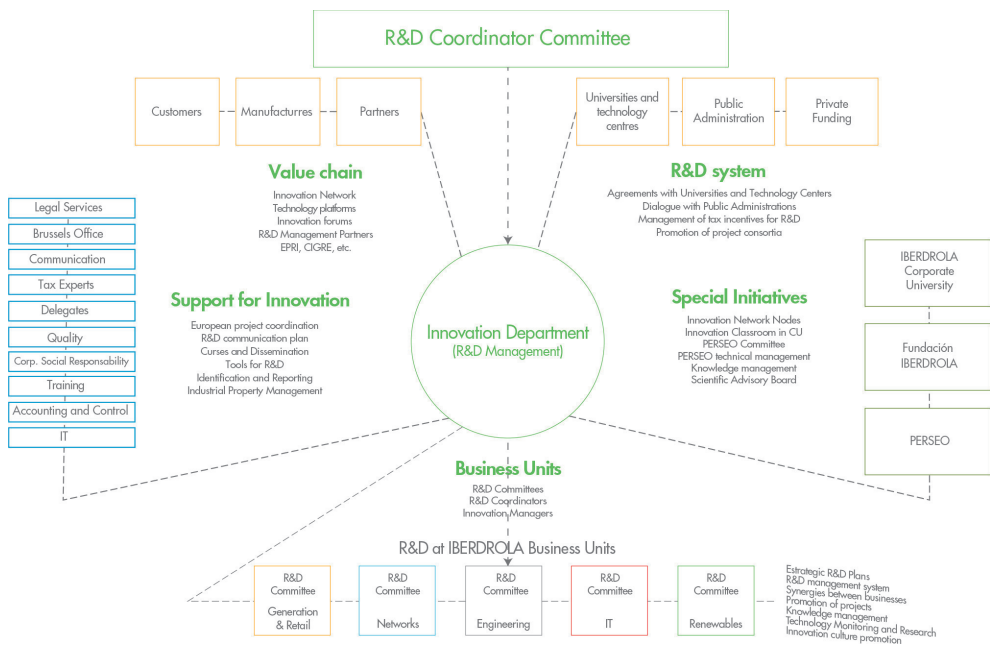 R&D Coordinator Committee
Customers
Manufacturres
Partners
Universities and
technology
centres
Public
Administration
Private
Funding
Value chain
Innovation Network
Technology platforms
Innovation forums
R&D Management Partners
EPRI, CIGRE, etc.
R&D system
Agreements with Universities and Technology Centers
Dialogue with Public Administrations
Management of tax incentives for R&D
Promotion of project consortia
Legal Services
Brussels Office
Communication
Tax Experts
Delegates
Quality
Corp. Social Responsability
Training
Accounting and Control
IT
Support for Innovation
European project coordination
R&D communication plan
Curses and Dissemination
Tools for R&D
Identification and Reporting
Industrial Property Management
Innovation Department
(R&D Management)
Special Initiatives
Innovation Network Nodes
Innovation Classroom in CU
PERSEO Committee
PERSEO technical management
Knowledge management
Scientific Advisory Board
IBERDROLA
Corporate
University
Fundación
IBERDROLA
PERSEO
Business Units
R&D Committees
R&D Coordinators
Innovation Managers
R&D at IBERDROLA Business Units
R&D
Committee
Generation
& Retail
R&D
Committee
Networks
R&D
Committee
Engineering
R&D
Committee
IT
R&D
Committee
Renewables
Estrategic R&D Plans
R&D management system
Synergies between businesses
Promotion of projects
Knowledge management
Technology Monitoring and Research
Innovation culture promotion